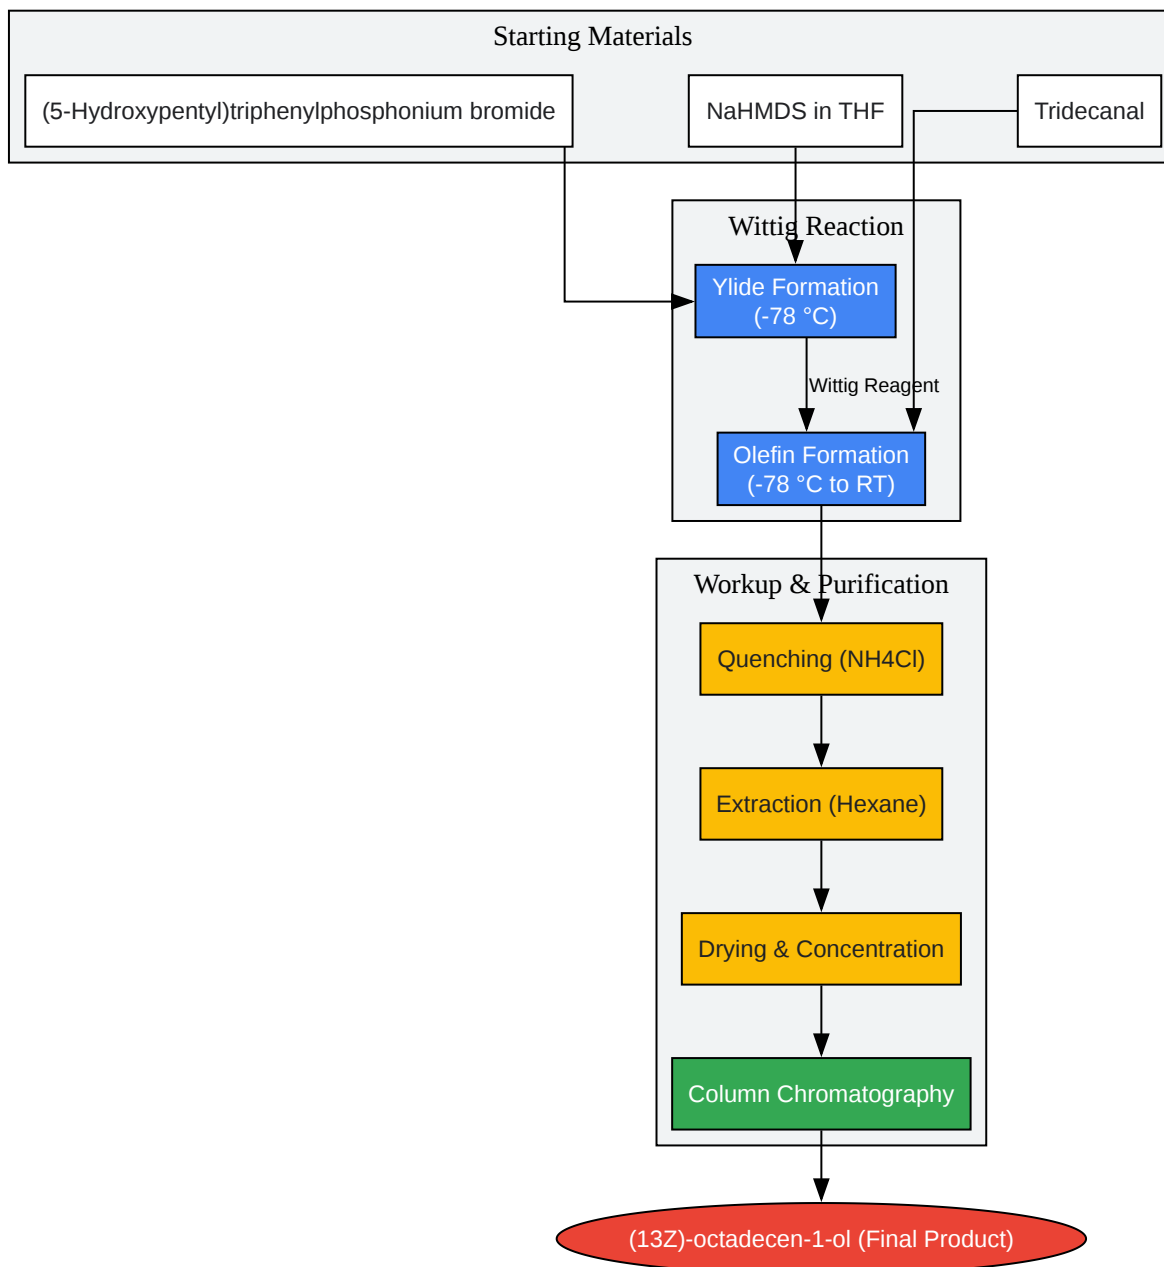 Starting Materials
(5-Hydroxypentyl)triphenylphosphonium bromide
NaHMDS in THF
Tridecanal
Wittig Reaction
Ylide Formation
(-78 °C)
Wittig Reagent
Olefin Formation
(-78 °C to RT)
Workup & Purification
Quenching (NH4Cl)
Extraction (Hexane)
Drying & Concentration
Column Chromatography
(13Z)-octadecen-1-ol (Final Product)